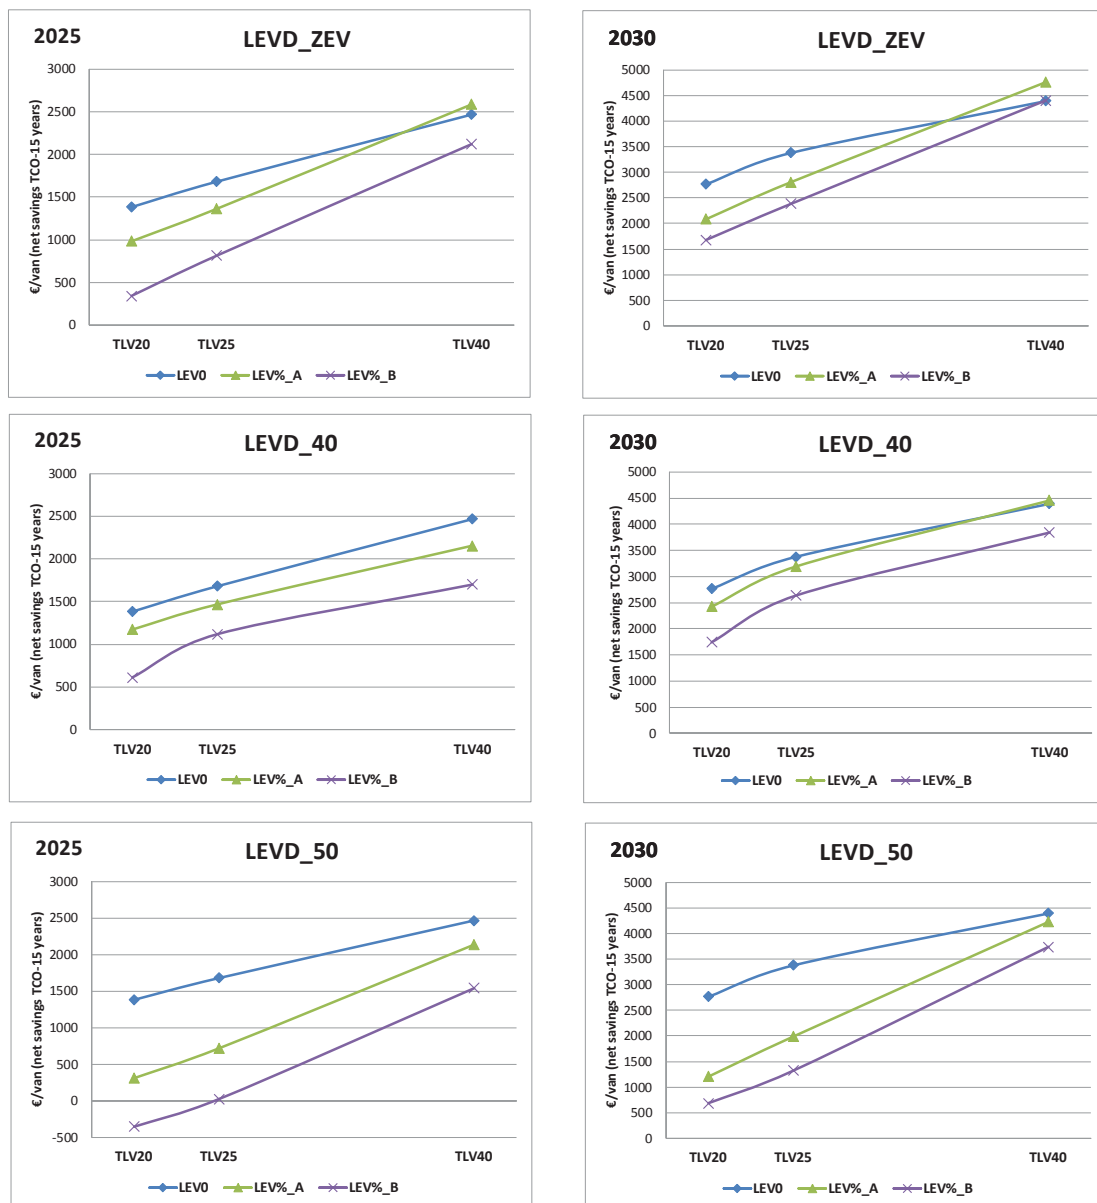 2025
LEVD_ZEV
3000
2500
2000
1500
1000
500
0
€/van (net savings TCO-15 years)
TLV20
TLV25
TLV40
LEV0
LEV%_A
LEV%_B
2030
LEVD_ZEV
5000
4500
4000
3500
3000
2500
2000
1500
1000
500
0
€/van (net savings TCO-15 years)
TLV20
TLV25
TLV40
LEV0
LEV%_A
LEV%_B
2025
LEVD_40
3000
2500
2000
1500
1000
500
0
€/van (net savings TCO-15 years)
TLV20
TLV25
TLV40
LEV0
LEV%_A
LEV%_B
2030
LEVD_40
5000
4500
4000
3500
3000
2500
2000
1500
1000
500
0
€/van (net savings TCO-15 years)
TLV20
TLV25
TLV40
LEV0
LEV%_A
LEV%_B
2025
LEVD_50
3000
2500
2000
1500
1000
500
0
-500
€/van (net savings TCO-15 years)
TLV20
TLV25
TLV40
LEV0
LEV%_A
LEV%_B
2030
LEVD_50
5000
4500
4000
3500
3000
2500
2000
1500
1000
500
0
€/van (net savings TCO-15 years)
TLV20
TLV25
TLV40
LEV0
LEV%_A
LEV%_B